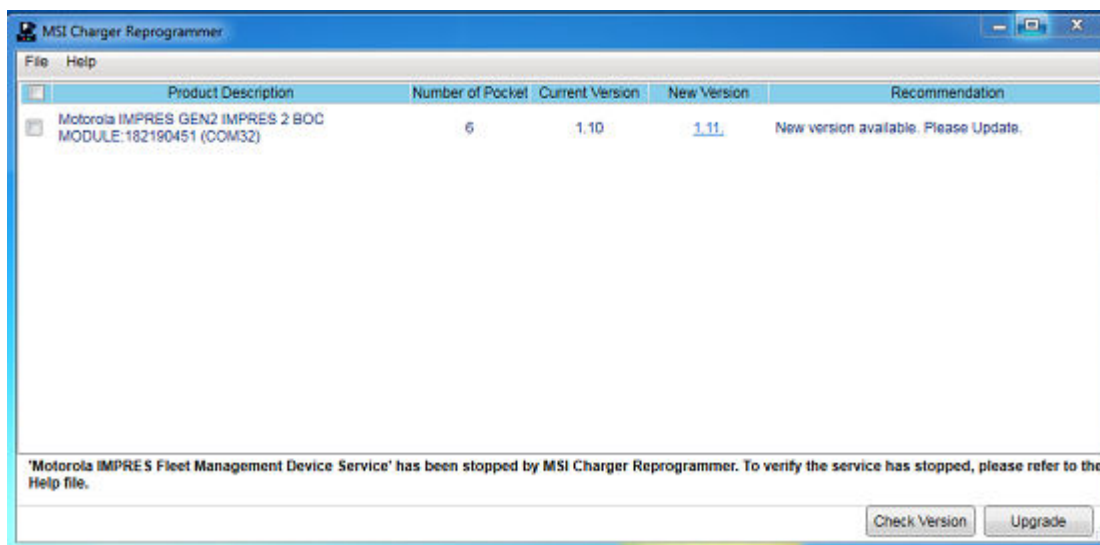 MSI Charger Reprogrammer
File Help
Product Description Number of Pocket Current Version New Version Recommendation
Motorola IMPRES GEN2 IMPRES 2 BOC
MODULE:182190451 (COM32) 6 1.10 1.11. New version available. Please Update.
'Motorola IMPRES Fleet Management Device Service' has been stopped by MSI Charger Reprogrammer. To verify the service has stopped, please refer to the
Help file.
Check Version Upgrade